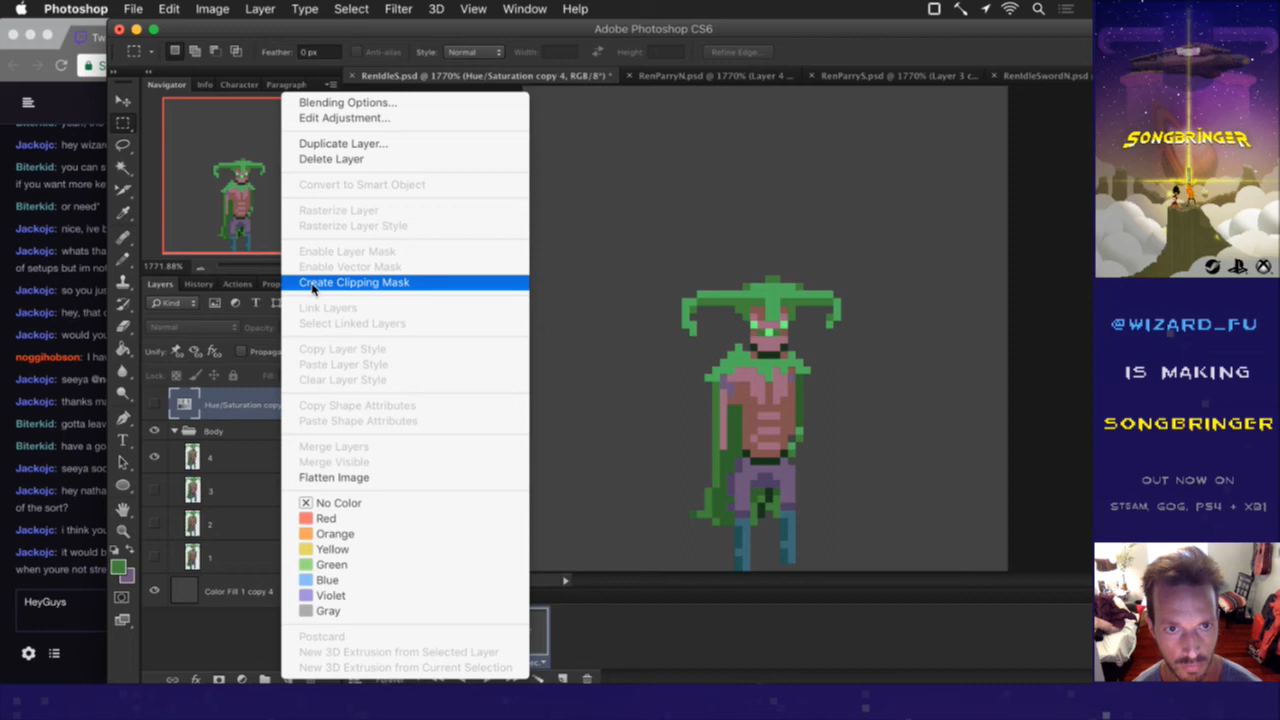 Photoshop File Edit Image Layer Type Select Filter 3D View Window Help
Tw
Adobe Photoshop CS6
Feather: 0 px Anti-alias Style: Normal Width: Height: Refine Edge...
RenIdleS.psd @ 1770% (Hue/Saturation copy 4, RGB/8*) *
RenParryN.psd @ 1770% (Layer 4 ...
RenParryS.psd @ 1770% (Layer 3 c...
RenIdleSwordN.psd
Navigator Info Character Paragraph
1771.88%
Layers History Actions Prop
Kind
Normal Opacity:
Unify: Propaga
Lock: Fill:
Hue/Saturation copy
Body
4
3
2
1
Color Fill 1 copy 4
Blending Options...
Edit Adjustment...
Duplicate Layer...
Delete Layer
Convert to Smart Object
Rasterize Layer
Rasterize Layer Style
Enable Layer Mask
Enable Vector Mask
Create Clipping Mask
Link Layers
Select Linked Layers
Copy Layer Style
Paste Layer Style
Clear Layer Style
Copy Shape Attributes
Paste Shape Attributes
Merge Layers
Merge Visible
Flatten Image
No Color
Red
Orange
Yellow
Green
Blue
Violet
Gray
Postcard
New 3D Extrusion from Selected Layer
New 3D Extrusion from Current Selection
Jackojc: hey wizar
Biterkid: you can s
if you want more ke
Biterkid: or need"
Jackojc: nice, ive b
Jackojc: whats tha
of setups but im no
Jackojc: so you jus
Jackojc: hey, that c
Jackojc: would you
noggihobson: I ha
Jackojc: seeya @n
Jackojc: thanks ma
Biterkid: gotta leav
Biterkid: have a go
Jackojc: seeya soo
Jackojc: hey natha
of the sort?
Jackojc: i think you
Jackojc: it would b
when youre not stre
HeyGuys
SONGBRINGER
@WIZARD_FU
IS MAKING
SONGBRINGER
OUT NOW ON
STEAM, GOG, PS4 + XB1